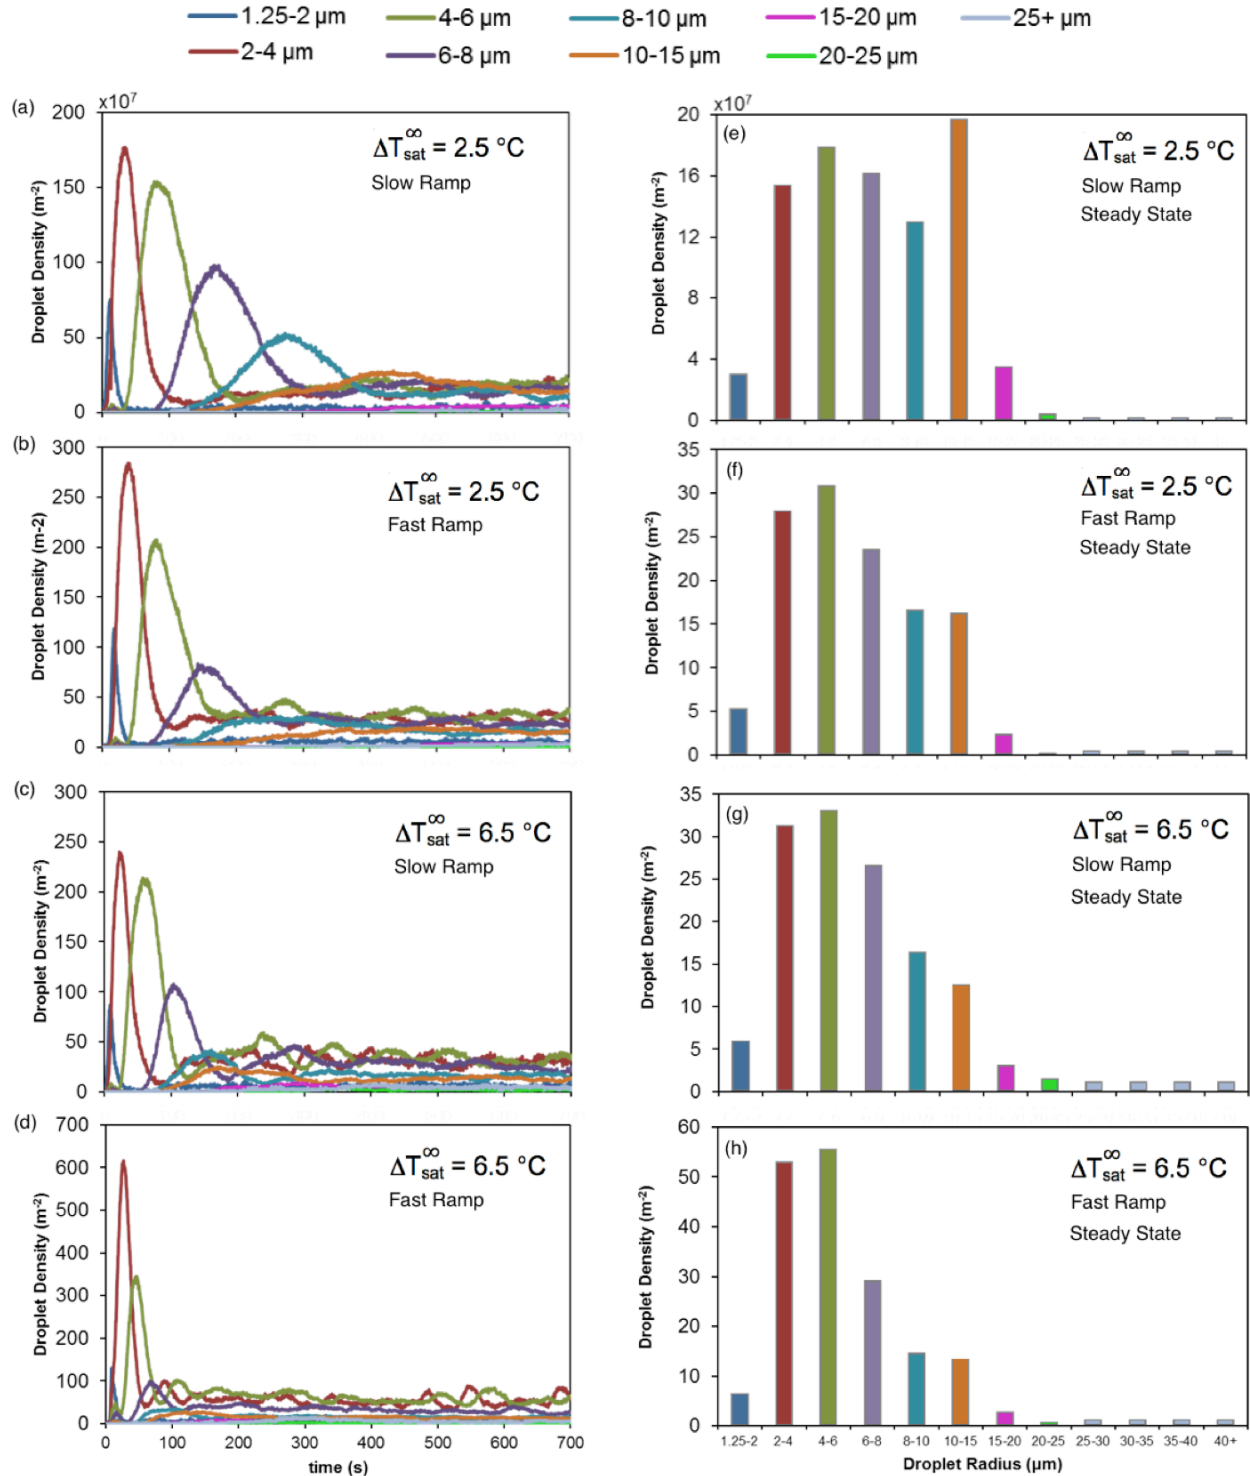 1.25-2 µm 4-6 µm 8-10 µm 15-20 µm 25+ µm
2-4 µm 6-8 µm 10-15 µm 20-25 µm
(a)
x10⁷
200
150
100
50
0
Droplet Density (m⁻²)
ΔT∞sat = 2.5 °C
Slow Ramp
(e)
x10⁷
20
16
12
8
4
0
Droplet Density (m⁻²)
ΔT∞sat = 2.5 °C
Slow Ramp
Steady State
(b)
300
250
200
150
100
50
0
Droplet Density (m-2)
ΔT∞sat = 2.5 °C
Fast Ramp
(f)
35
30
25
20
15
10
5
0
Droplet Density (m⁻²)
ΔT∞sat = 2.5 °C
Fast Ramp
Steady State
(c)
300
250
200
150
100
50
0
Droplet Density (m⁻²)
ΔT∞sat = 6.5 °C
Slow Ramp
(g)
35
30
25
20
15
10
5
0
Droplet Density (m⁻²)
ΔT∞sat = 6.5 °C
Slow Ramp
Steady State
(d)
700
600
500
400
300
200
100
0
Droplet Density (m⁻²)
ΔT∞sat = 6.5 °C
Fast Ramp
0 100 200 300 400 500 600 700
time (s)
(h)
60
50
40
30
20
10
0
Droplet Density (m⁻²)
ΔT∞sat = 6.5 °C
Fast Ramp
Steady State
1.25-2 2-4 4-6 6-8 8-10 10-15 15-20 20-25 25-30 30-35 35-40 40+
Droplet Radius (µm)